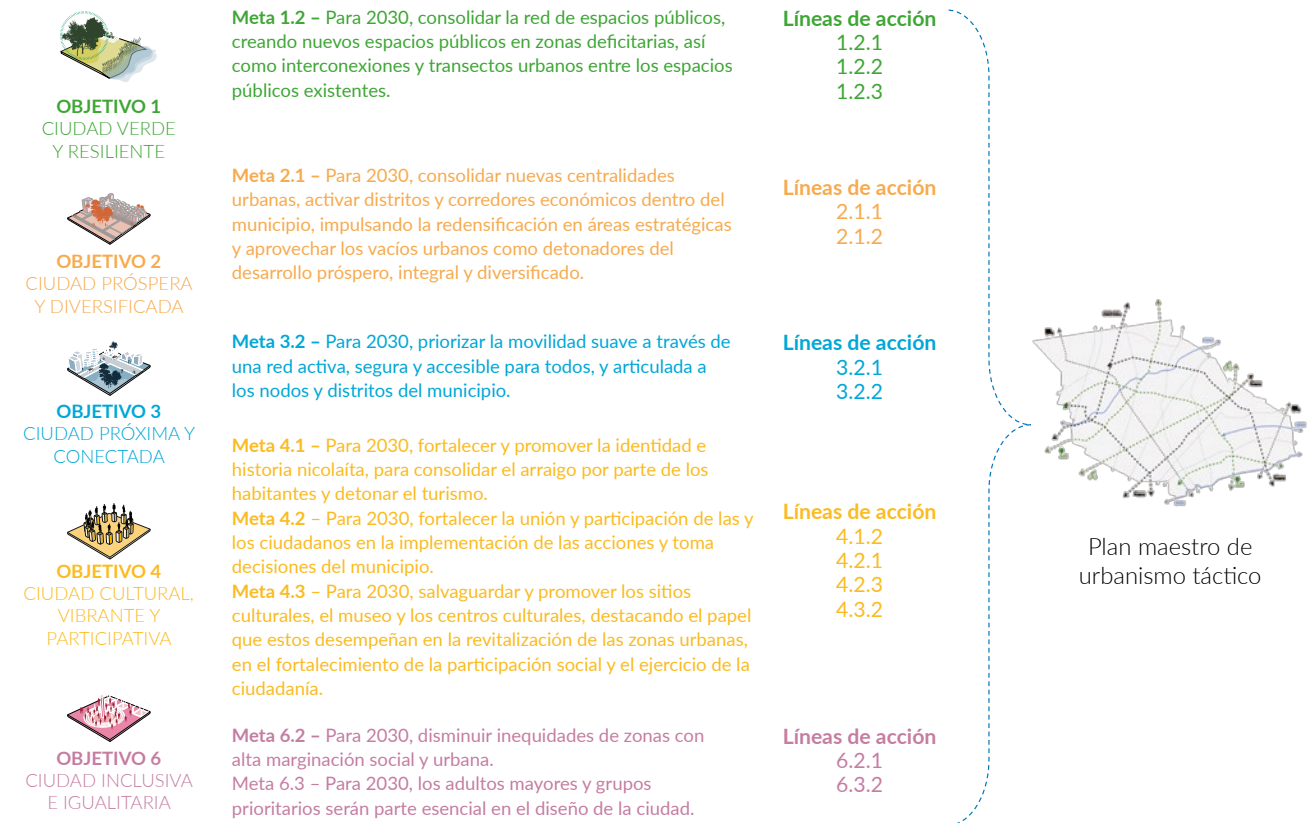 OBJETIVO 1
CIUDAD VERDE
Y RESILIENTE
Meta 1.2 – Para 2030, consolidar la red de espacios públicos,
creando nuevos espacios públicos en zonas deficitarias, así
como interconexiones y transectos urbanos entre los espacios
públicos existentes.
Líneas de acción
1.2.1
1.2.2
1.2.3
OBJETIVO 2
CIUDAD PRÓSPERA
Y DIVERSIFICADA
Meta 2.1 – Para 2030, consolidar nuevas centralidades
urbanas, activar distritos y corredores económicos dentro del
municipio, impulsando la redensificación en áreas estratégicas
y aprovechar los vacíos urbanos como detonadores del
desarrollo próspero, integral y diversificado.
Líneas de acción
2.1.1
2.1.2
OBJETIVO 3
CIUDAD PRÓXIMA Y
CONECTADA
Meta 3.2 – Para 2030, priorizar la movilidad suave a través de
una red activa, segura y accesible para todos, y articulada a
los nodos y distritos del municipio.
Líneas de acción
3.2.1
3.2.2
OBJETIVO 4
CIUDAD CULTURAL,
VIBRANTE Y
PARTICIPATIVA
Meta 4.1 – Para 2030, fortalecer y promover la identidad e
historia nicolaíta, para consolidar el arraigo por parte de los
habitantes y detonar el turismo.
Meta 4.2 – Para 2030, fortalecer la unión y participación de las y
los ciudadanos en la implementación de las acciones y toma
decisiones del municipio.
Meta 4.3 – Para 2030, salvaguardar y promover los sitios
culturales, el museo y los centros culturales, destacando el papel
que estos desempeñan en la revitalización de las zonas urbanas,
en el fortalecimiento de la participación social y el ejercicio de la
ciudadanía.
Líneas de acción
4.1.2
4.2.1
4.2.3
4.3.2
OBJETIVO 6
CIUDAD INCLUSIVA
E IGUALITARIA
Meta 6.2 – Para 2030, disminuir inequidades de zonas con
alta marginación social y urbana.
Meta 6.3 – Para 2030, los adultos mayores y grupos
prioritarios serán parte esencial en el diseño de la ciudad.
Líneas de acción
6.2.1
6.3.2
Plan maestro de
urbanismo táctico